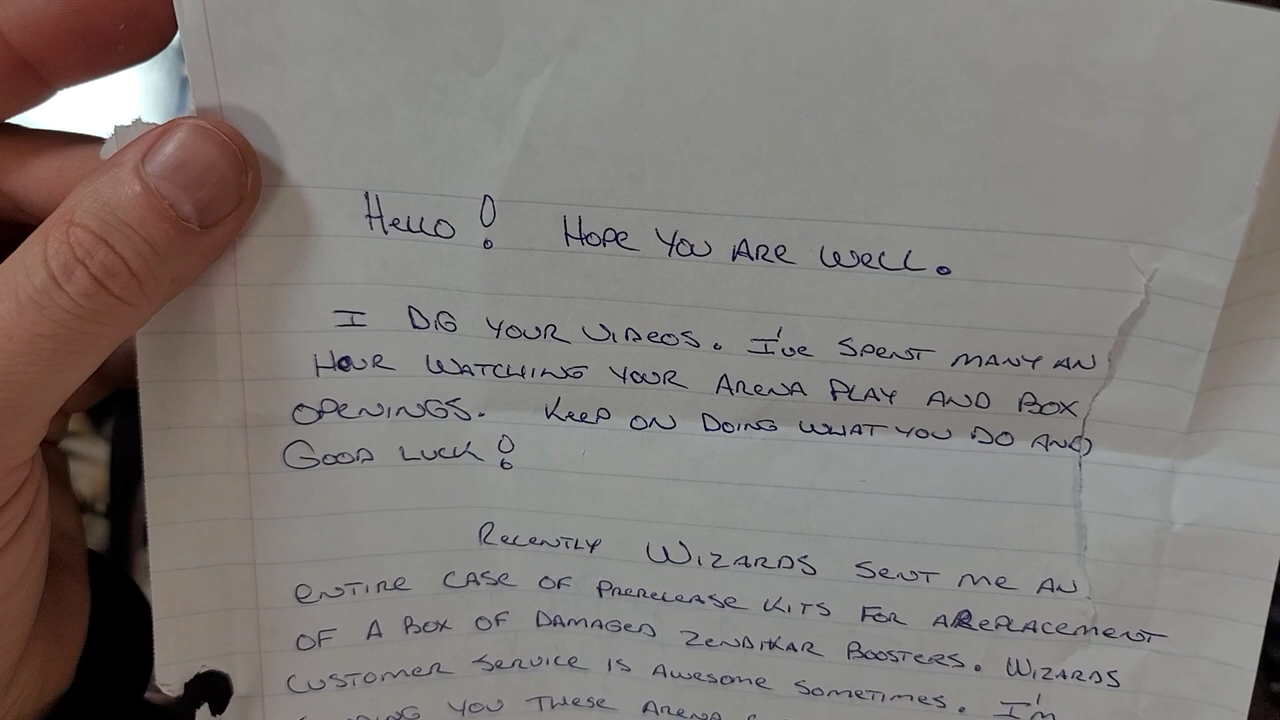 Hello! Hope you are well.
I dig your videos. I've spent many an
hour watching your arena play and box
openings. Keep on doing what you do and
Good luck!
Recently Wizards sent me an
entire case of prerelease kits for a replacement
of a box of damaged Zendikar boosters. Wizards
customer service is awesome sometimes. I'm
you these arena